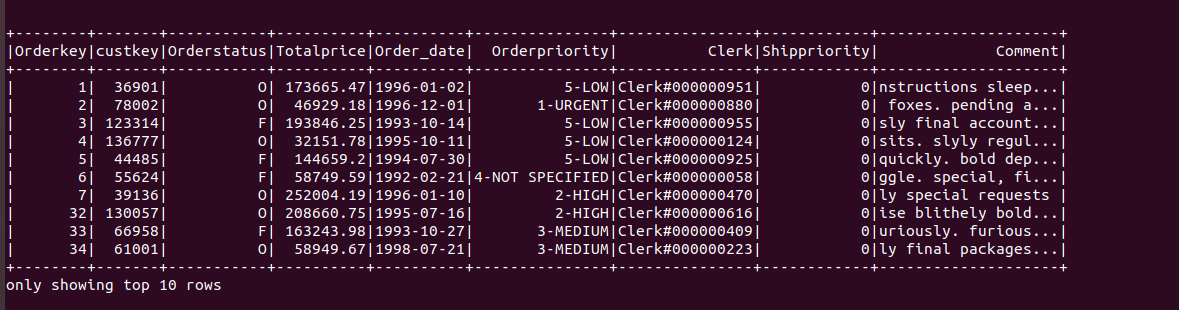 +--------+-------+-----------+----------+----------+---------------+---------------+------------+--------------------+
|Orderkey|custkey|Orderstatus|Totalprice|Order_date|  Orderpriority|          Clerk|Shippriority|             Comment|
+--------+-------+-----------+----------+----------+---------------+---------------+------------+--------------------+
|       1|  36901|          O| 173665.47|1996-01-02|          5-LOW|Clerk#000000951|           0|nstructions sleep...|
|       2|  78002|          O|  46929.18|1996-12-01|       1-URGENT|Clerk#000000880|           0| foxes. pending a...|
|       3| 123314|          F| 193846.25|1993-10-14|          5-LOW|Clerk#000000955|           0|sly final account...|
|       4| 136777|          O|  32151.78|1995-10-11|          5-LOW|Clerk#000000124|           0|sits. slyly regul...|
|       5|  44485|          F|  144659.2|1994-07-30|          5-LOW|Clerk#000000925|           0|quickly. bold dep...|
|       6|  55624|          F|  58749.59|1992-02-21|4-NOT SPECIFIED|Clerk#000000058|           0|ggle. special, fi...|
|       7|  39136|          O| 252004.19|1996-01-10|         2-HIGH|Clerk#000000470|           0|ly special requests |
|      32| 130057|          O| 208660.75|1995-07-16|         2-HIGH|Clerk#000000616|           0|ise blithely bold...|
|      33|  66958|          F| 163243.98|1993-10-27|       3-MEDIUM|Clerk#000000409|           0|uriously. furious...|
|      34|  61001|          O|  58949.67|1998-07-21|       3-MEDIUM|Clerk#000000223|           0|ly final packages...|
+--------+-------+-----------+----------+----------+---------------+---------------+------------+--------------------+
only showing top 10 rows